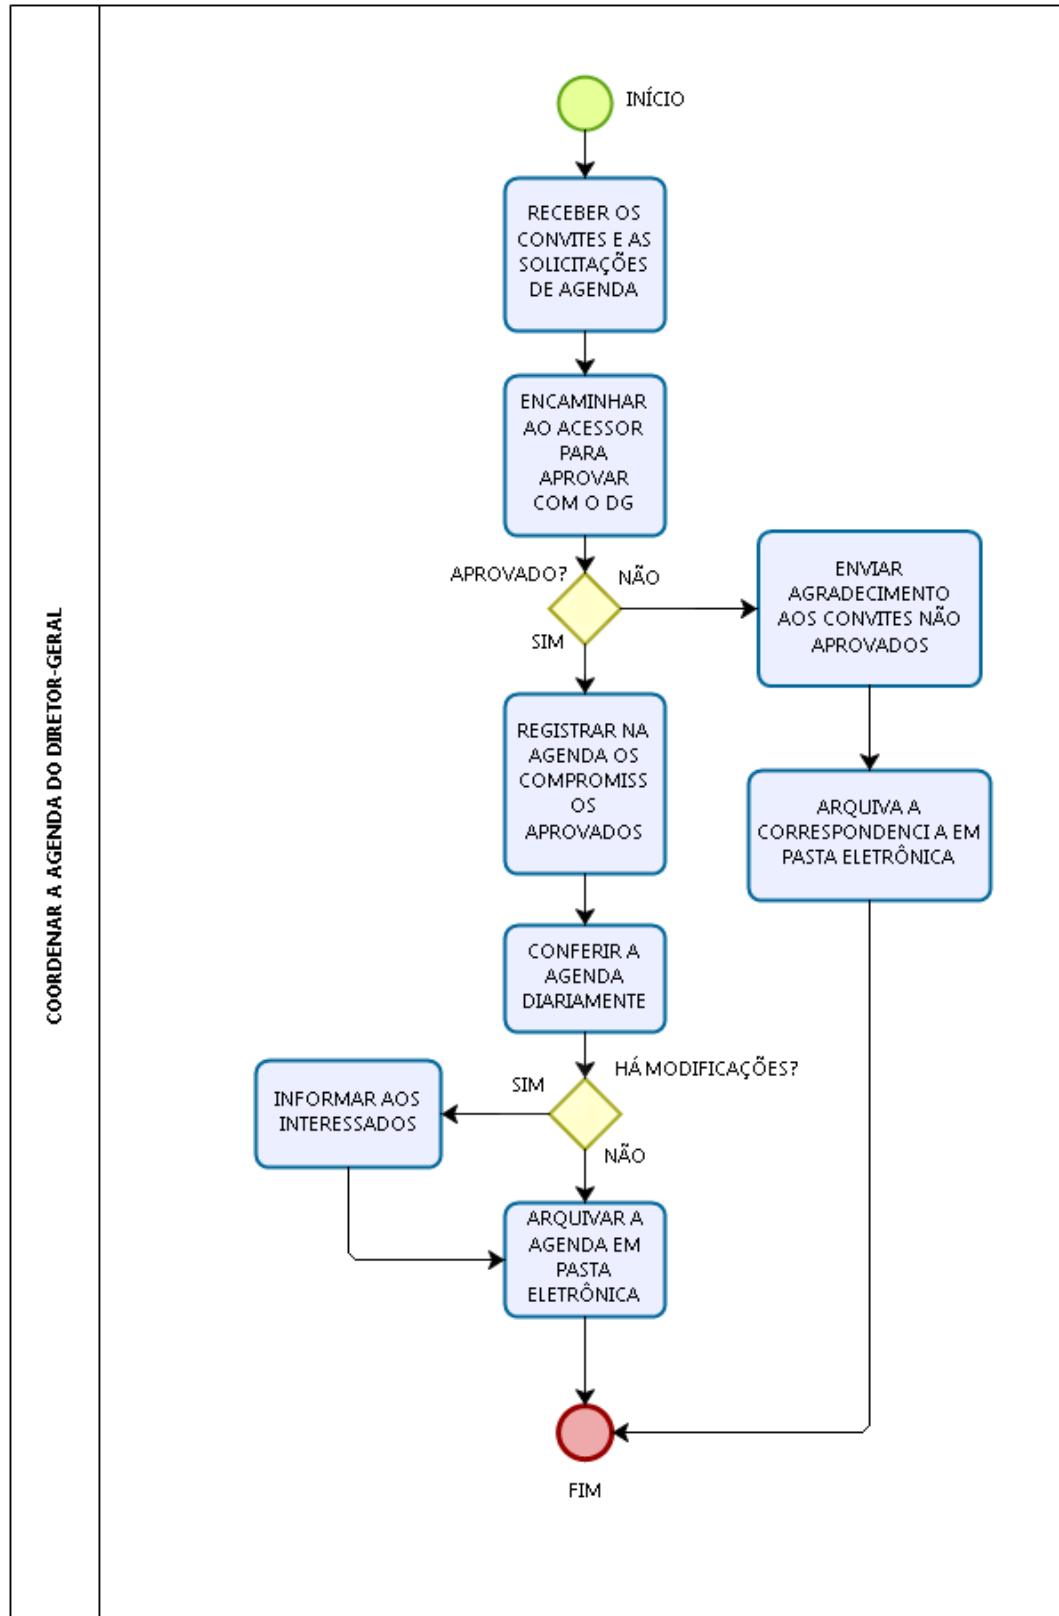 COORDENAR A AGENDA DO DIRETOR-GERAL
INÍCIO
RECEBER OS
CONVITES E AS
SOLICITAÇÕES
DE AGENDA
ENCAMINHAR
AO ACESSOR
PARA
APROVAR
COM O DG
APROVADO?
NÃO
SIM
ENVIAR
AGRADECIMENTO
AOS CONVITES NÃO
APROVADOS
REGISTRAR NA
AGENDA OS
COMPROMISS
OS
APROVADOS
ARQUIVA A
CORRESPONDENCI A EM
PASTA ELETRÔNICA
CONFERIR A
AGENDA
DIARIAMENTE
HÁ MODIFICAÇÕES?
SIM
NÃO
INFORMAR AOS
INTERESSADOS
ARQUIVAR A
AGENDA EM
PASTA
ELETRÔNICA
FIM